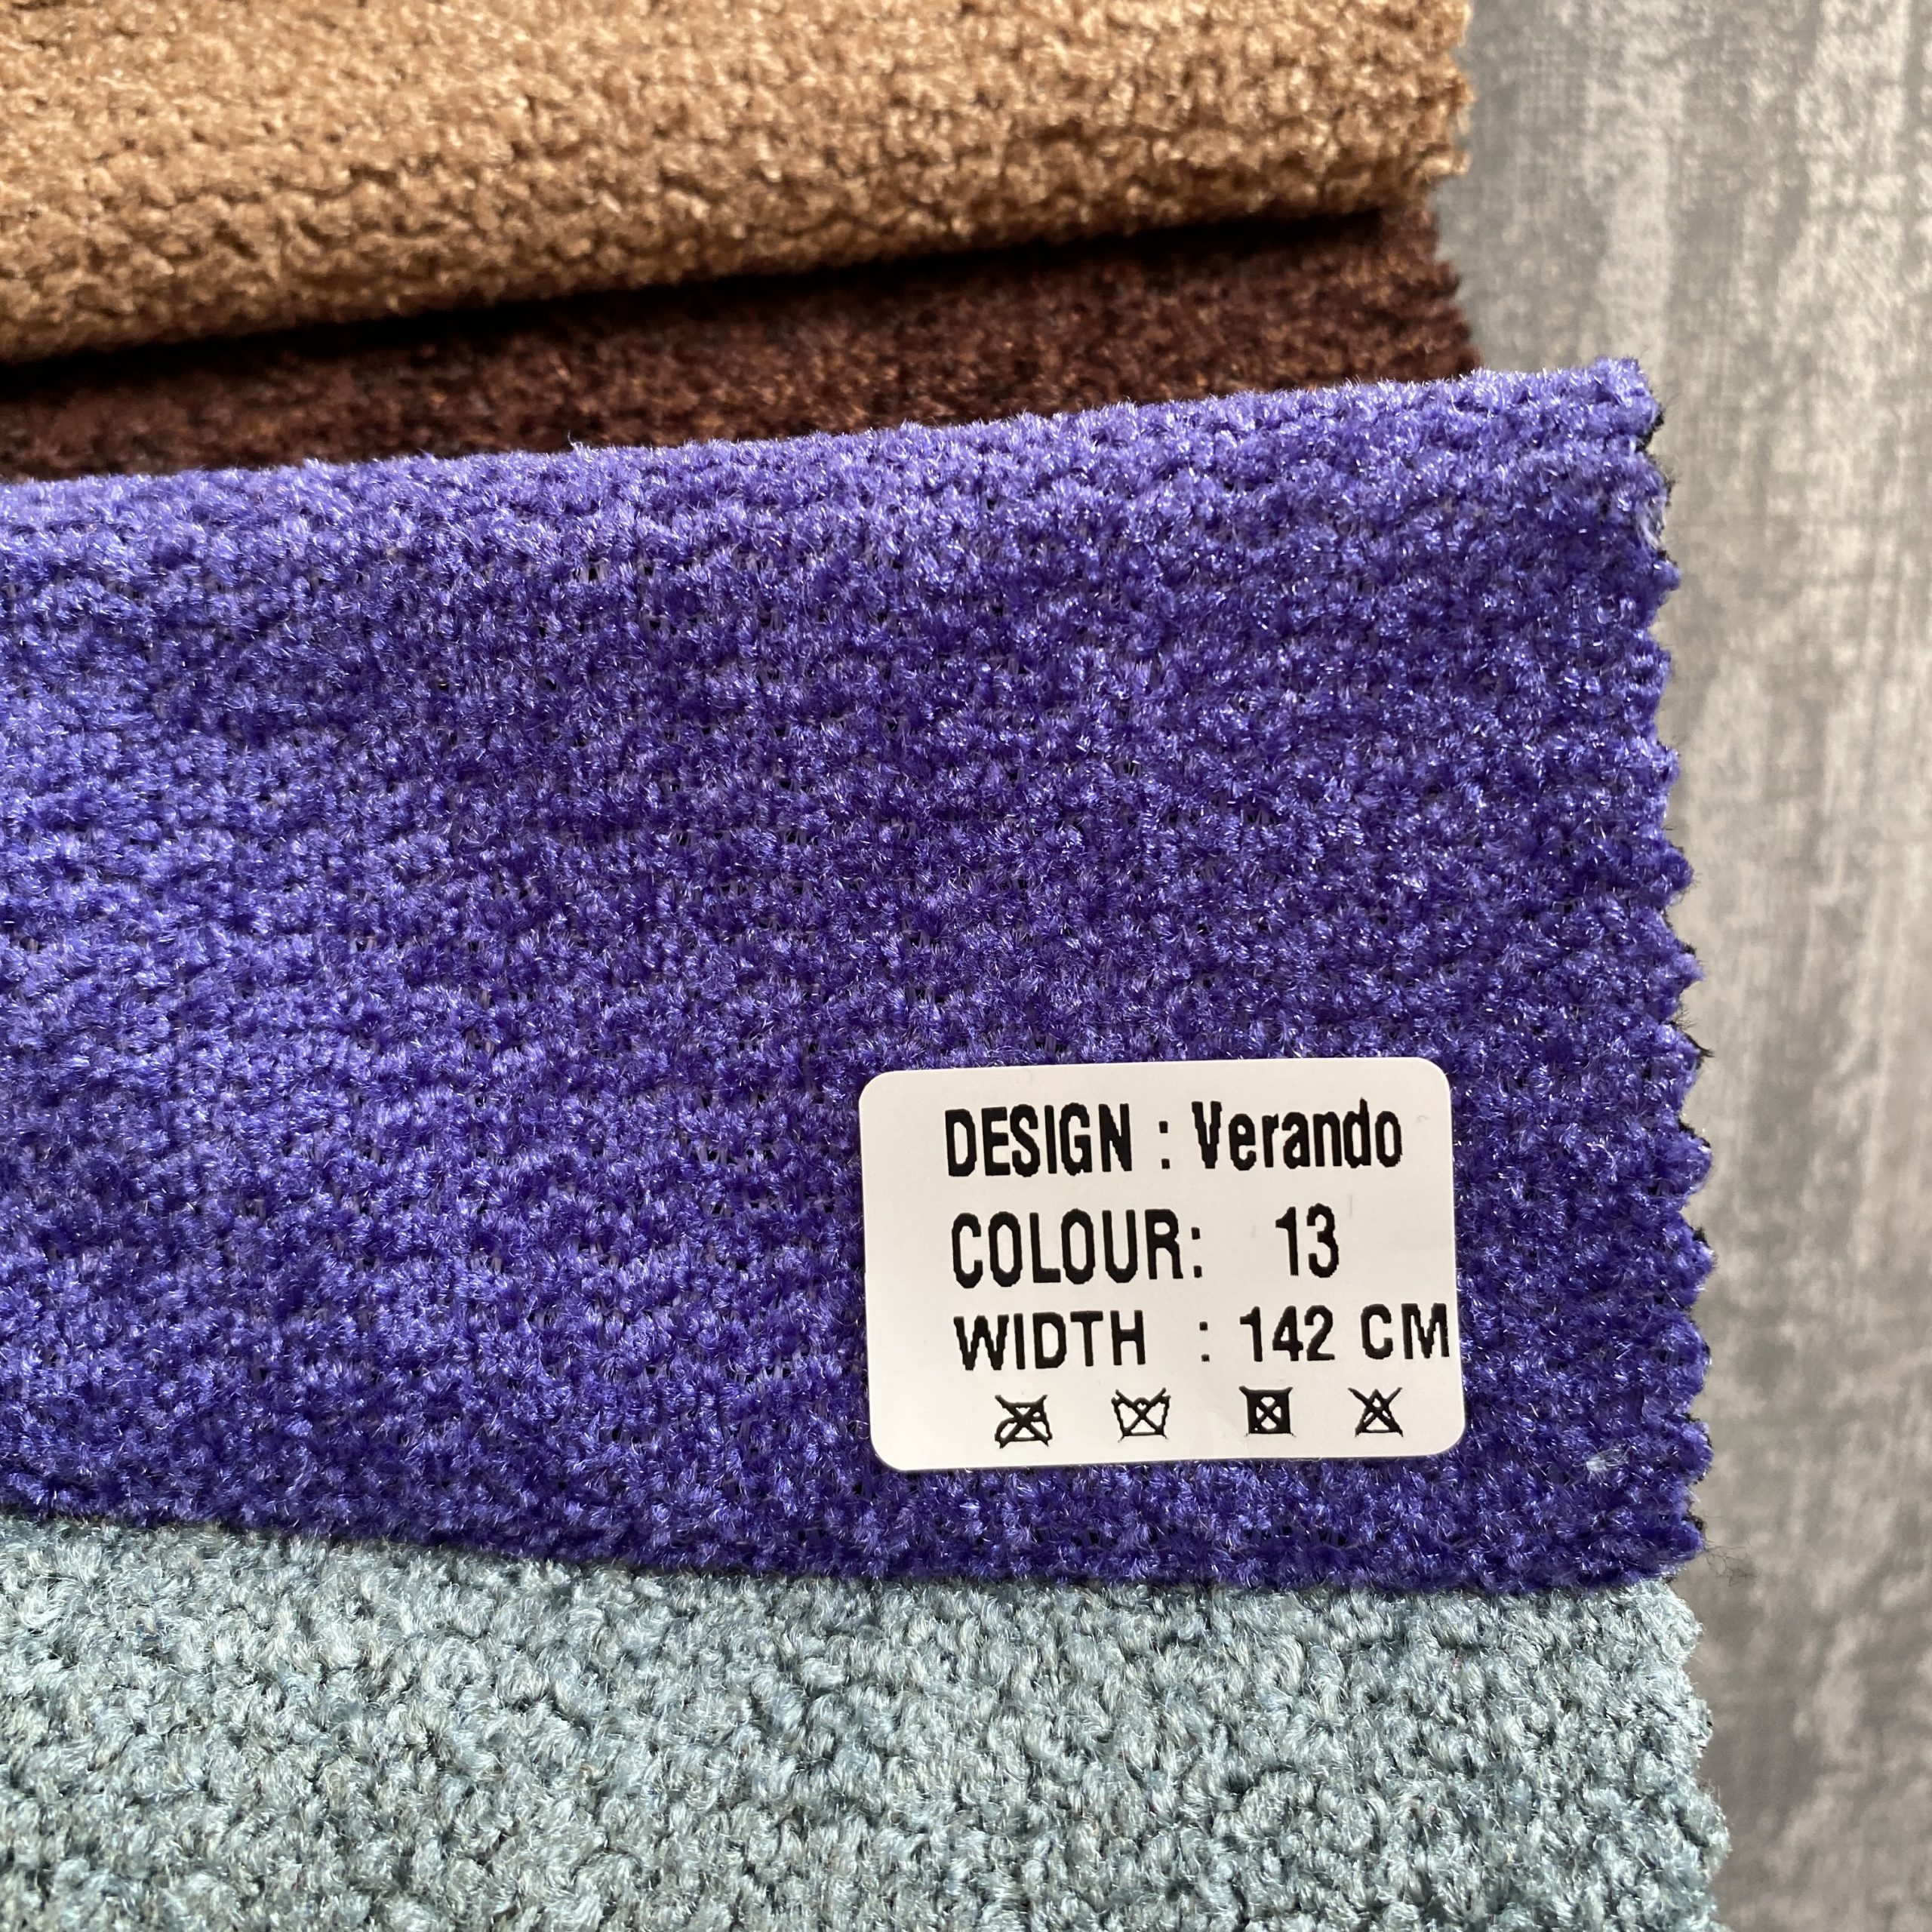 DESIGN : Verando
COLOUR: 13
WIDTH : 142 CM